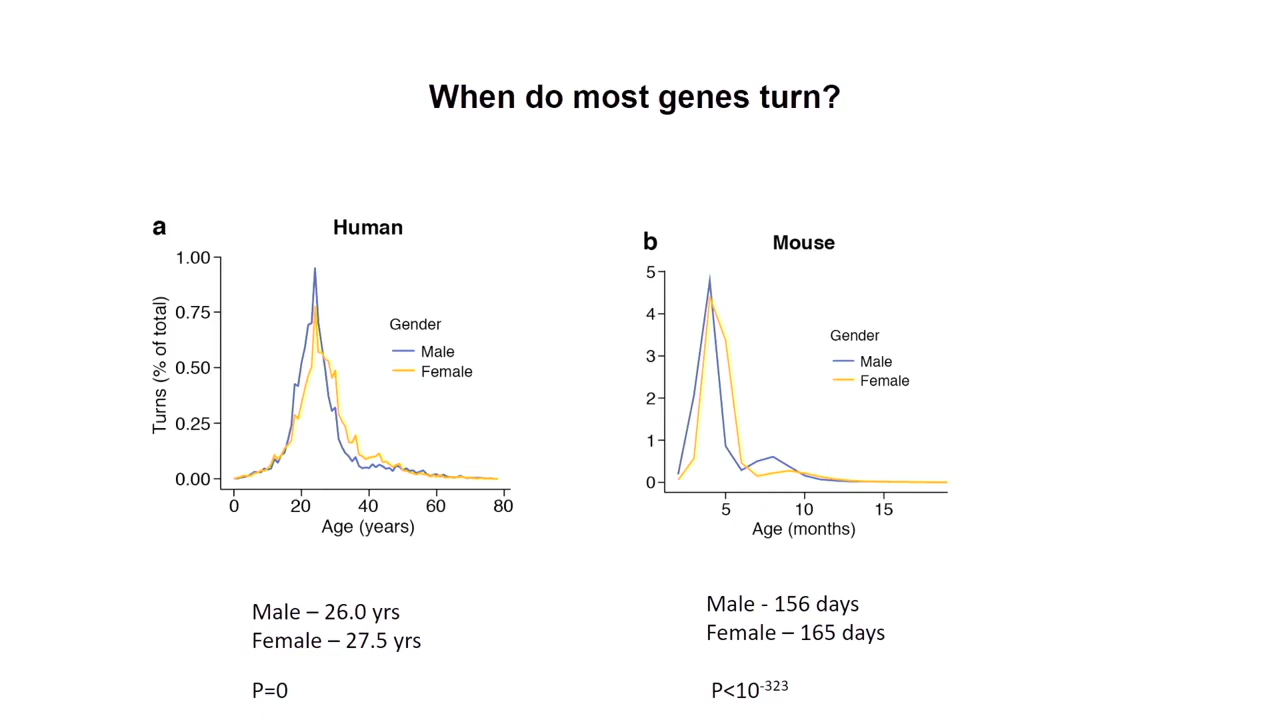 When do most genes turn?
a
Human
1.00
0.75
0.50
0.25
0.00
Turns (% of total)
Gender
Male
Female
0 20 40 60 80
Age (years)
b
Mouse
5
4
3
2
1
0
Gender
Male
Female
5 10 15
Age (months)
Male – 26.0 yrs
Female – 27.5 yrs
P=0
Male - 156 days
Female – 165 days
P<10⁻³²³